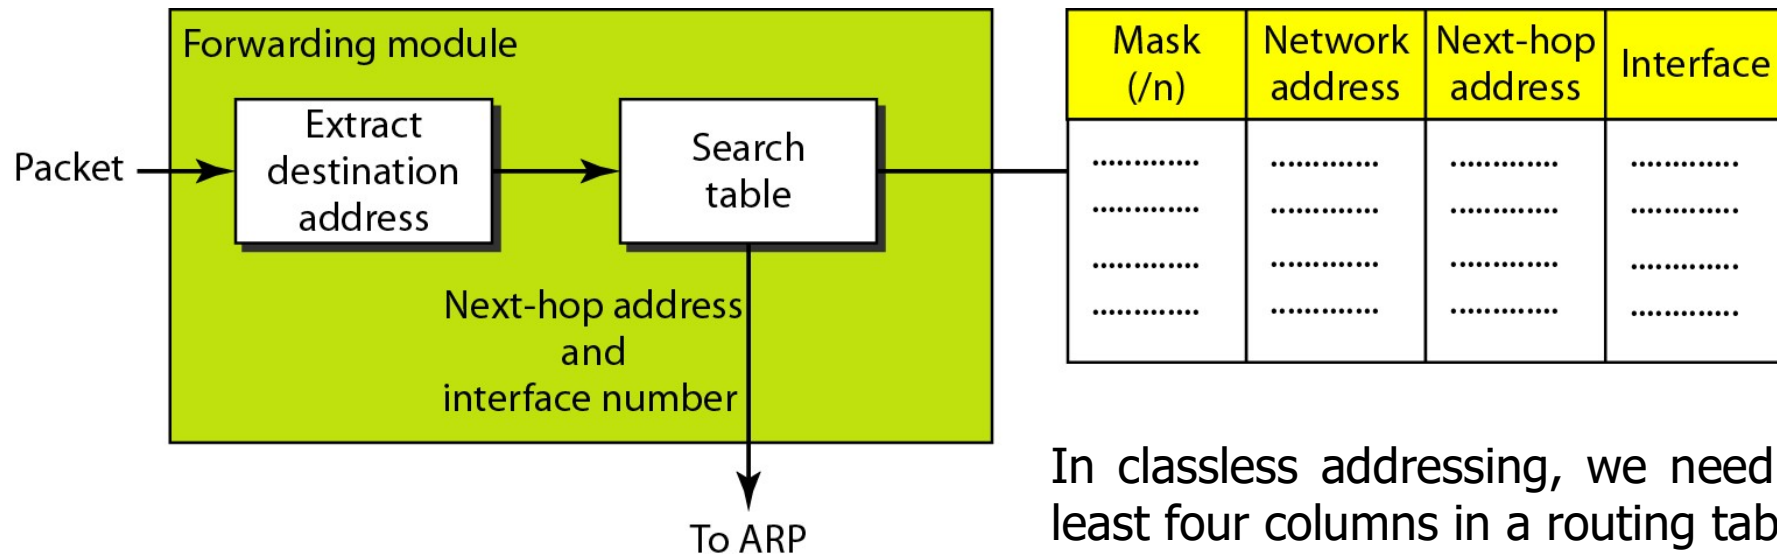 Forwarding module
Packet
Extract
destination
address
Search
table
Next-hop address
and
interface number
To ARP
Mask
(/n)
Network
address
Next-hop
address
Interface
.............. ............. ............. .............
.............. ............. ............. .............
.............. ............. ............. .............
.............. ............. ............. .............
In classless addressing, we need
least four columns in a routing tab